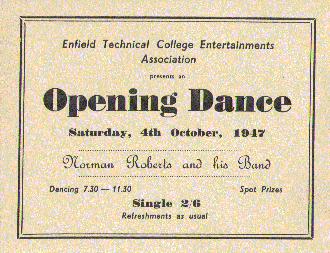 Enfield Technical College Entertainments
Association
presents an
Opening Dance
Saturday, 4th October, 1947
Norman Roberts and his Band
Dancing 7.30 — 11.30 Spot Prizes
Single 2/6
Refreshments as usual